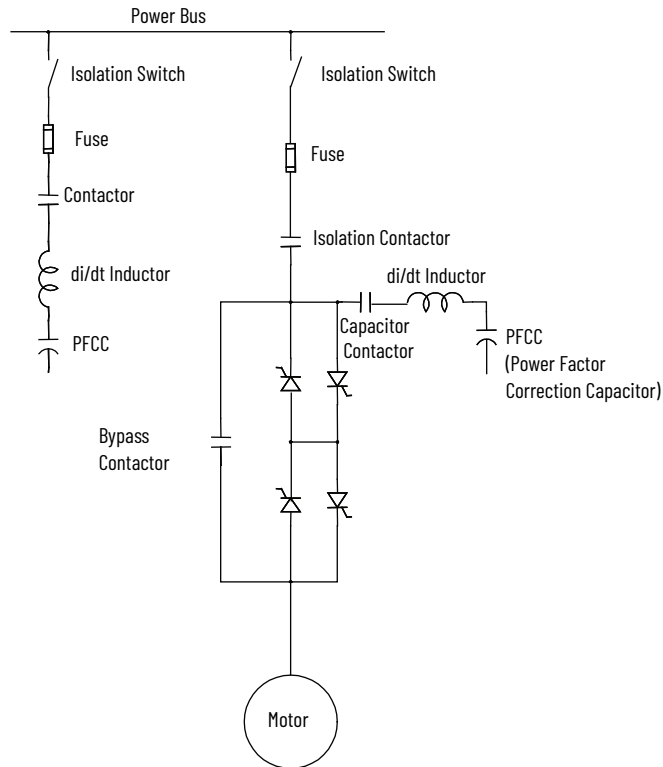 Power Bus
Isolation Switch
Isolation Switch
Fuse
Fuse
Contactor
Isolation Contactor
di/dt Inductor
di/dt Inductor
Capacitor
Contactor
PFCC
PFCC
(Power Factor
Correction Capacitor)
Bypass
Contactor
Motor